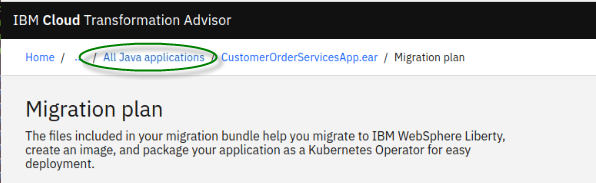 IBM Cloud Transformation Advisor
Home / ... / All Java applications / CustomerOrderServicesApp.ear / Migration plan
Migration plan
The files included in your migration bundle help you migrate to IBM WebSphere Liberty,
create an image, and package your application as a Kubernetes Operator for easy
deployment.